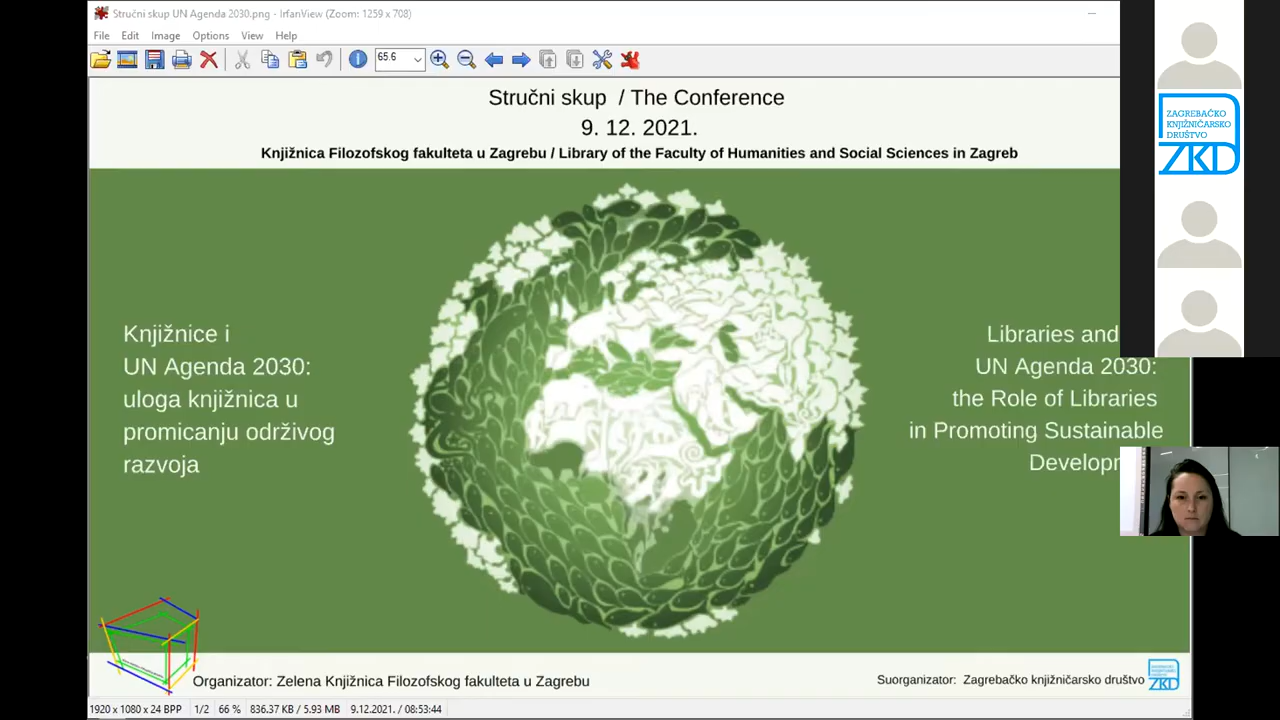 Stručni skup UN Agenda 2030.png - IrfanView (Zoom: 1259 x 708)
File Edit Image Options View Help
65.6
Stručni skup / The Conference
9. 12. 2021.
Knjižnica Filozofskog fakulteta u Zagrebu / Library of the Faculty of Humanities and Social Sciences in Zagreb
ZAGREBAČKO
KNJIŽNIČARSKO
DRUŠTVO
ZKD
Knjižnice i
UN Agenda 2030:
uloga knjižnica u
promicanju održivog
razvoja
Libraries and
UN Agenda 2030:
the Role of Libraries
in Promoting Sustainable
Develop
Organizator: Zelena Knjižnica Filozofskog fakulteta u Zagrebu
Suorganizator: Zagrebačko knjižničarsko društvo
ZKD
1920 x 1080 x 24 BPP 1/2 66 % 836.37 KB / 5.93 MB 9.12.2021. / 08:53:44